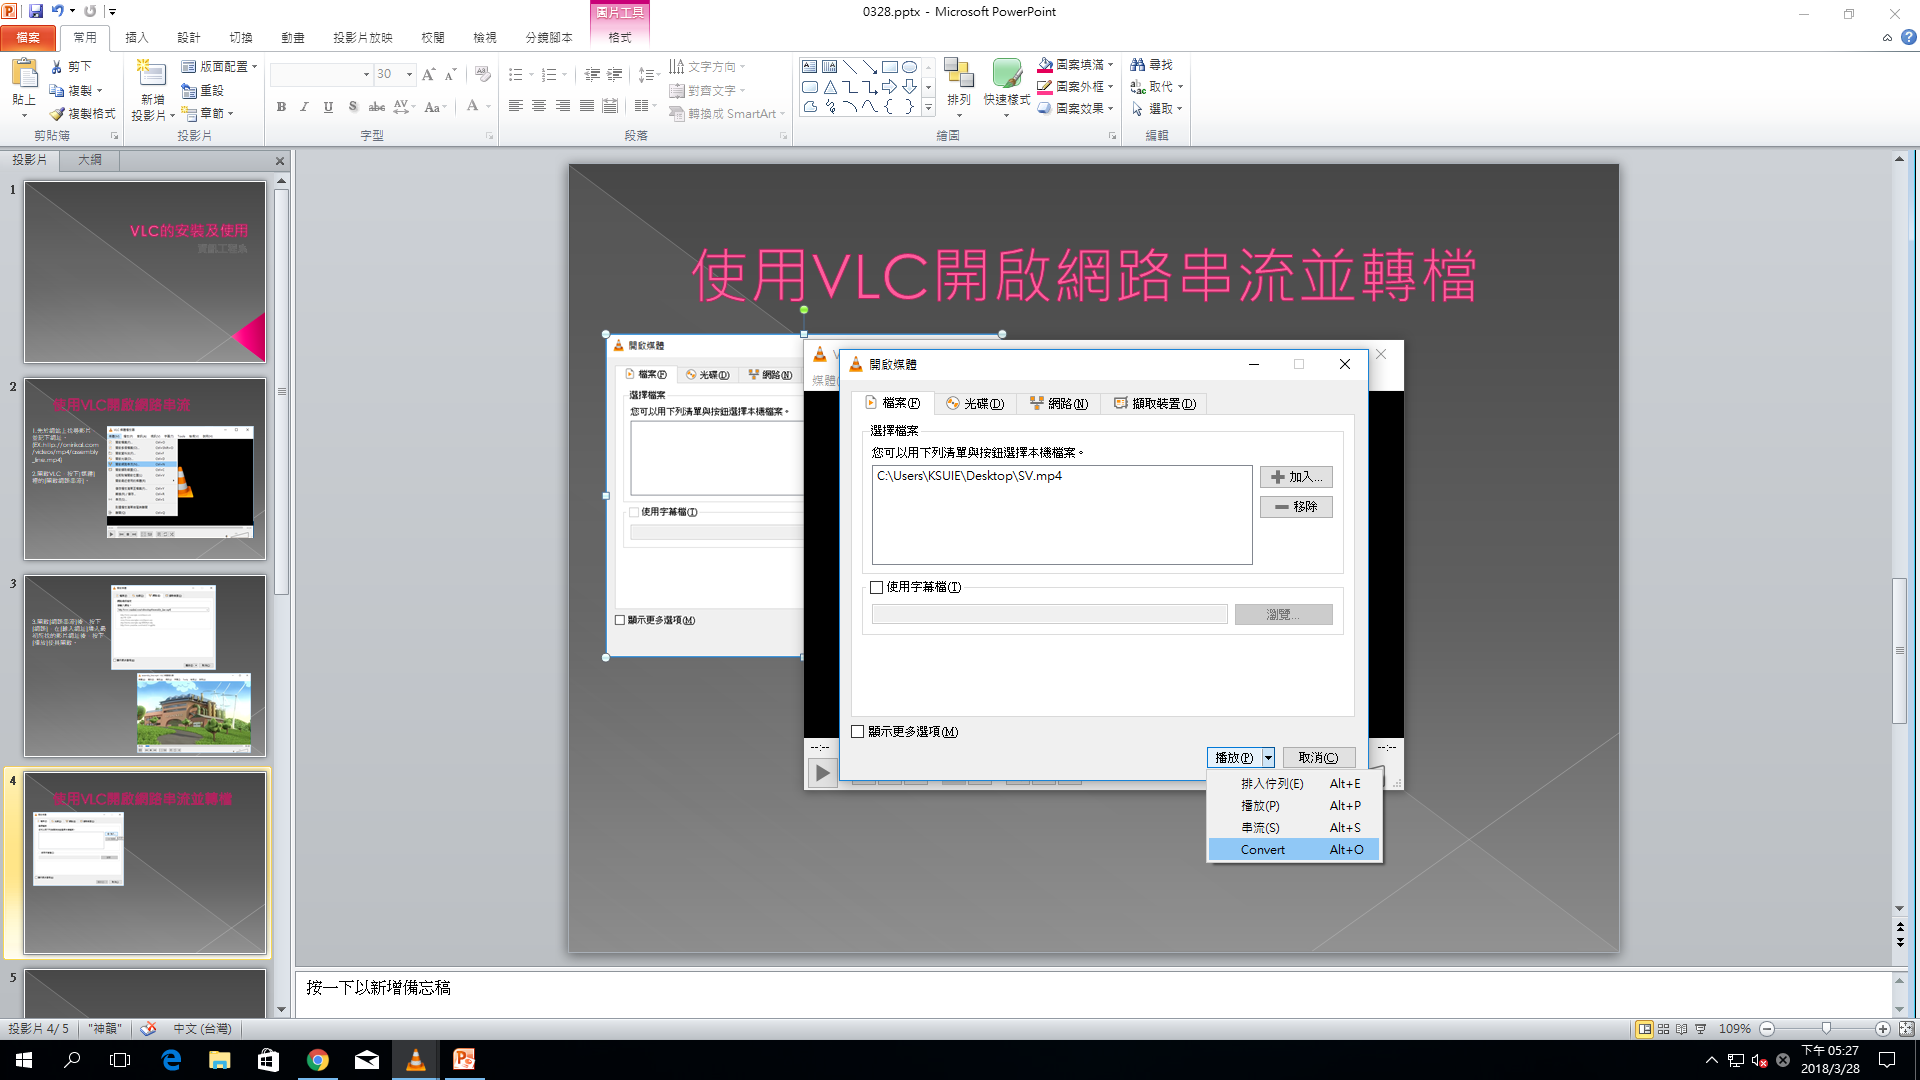 0328.pptx - Microsoft PowerPoint
圖片工具
檔案 常用 插入 設計 切換 動畫 投影片放映 校閱 檢視 分鏡腳本 格式
貼上 剪下 複製 複製格式 剪貼簿
新增投影片 版面配置 重設 章節 投影片
30
B I U S abc AV Aa A 字型
文字方向 對齊文字 轉換成 SmartArt 段落
排列 快速樣式 圖案填滿 圖案外框 圖案效果 繪圖
尋找 取代 選取 編輯
投影片 大綱
1
VLC的安裝及使用
資訊工程系
2
使用VLC開啟網路串流
3
4
使用VLC開啟網路串流並轉檔
5
使用VLC開啟網路串流並轉檔
開啟媒體
檔案(F) 光碟(D) 網路(N)
選擇檔案
您可以用下列清單與按鈕選擇本機檔案。
使用字幕檔(I)
顯示更多選項(M)
開啟媒體
檔案(F) 光碟(D) 網路(N) 擷取裝置(D)
選擇檔案
您可以用下列清單與按鈕選擇本機檔案。
C:\Users\KSUIE\Desktop\SV.mp4
加入...
移除
使用字幕檔(T)
瀏覽...
顯示更多選項(M)
播放(P) 取消(C)
--:-- --:--
排入佇列(E) Alt+E
播放(P) Alt+P
串流(S) Alt+S
Convert Alt+O
按一下以新增備忘稿
投影片 4/ 5 "神韻" 中文 (台灣)
109%
下午 05:27
2018/3/28